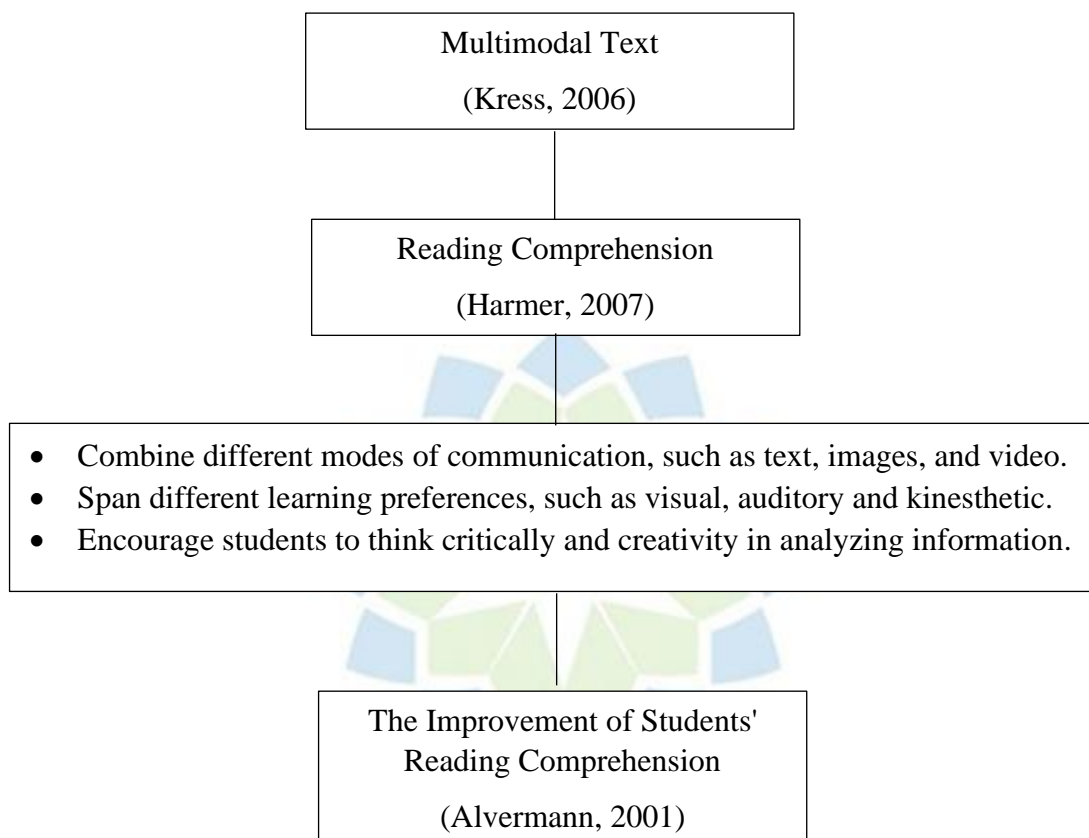 Multimodal Text
(Kress, 2006)
Reading Comprehension
(Harmer, 2007)
• Combine different modes of communication, such as text, images, and video.
• Span different learning preferences, such as visual, auditory and kinesthetic.
• Encourage students to think critically and creativity in analyzing information.
The Improvement of Students'
Reading Comprehension
(Alvermann, 2001)